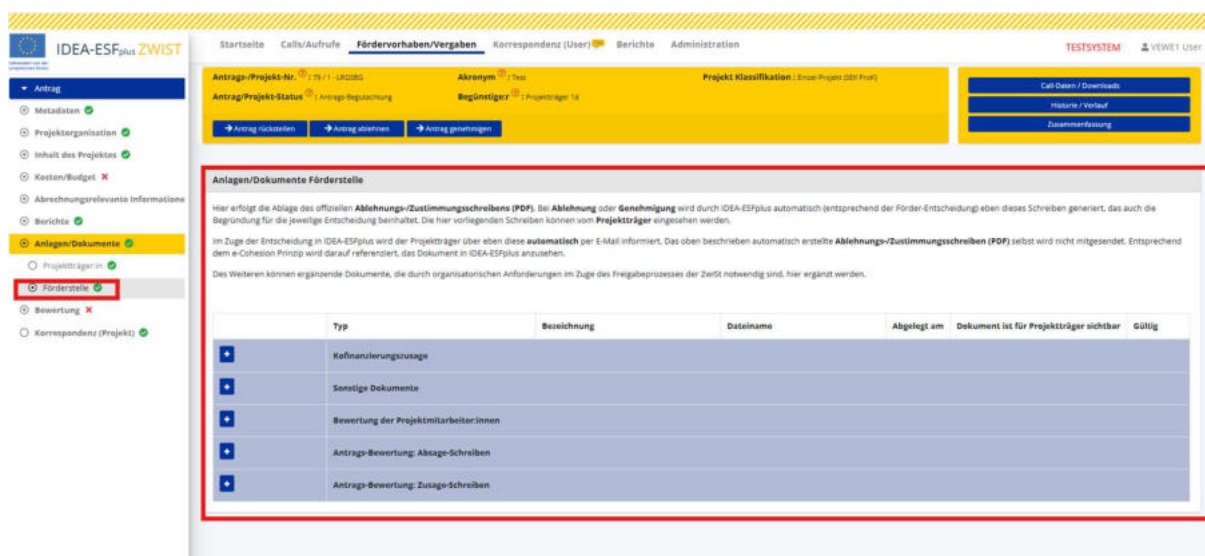 IDEA-ESFplus ZWIST
Startseite Calls/Aufrufe Fördervorhaben/Vergaben Korrespondenz (User) Berichte Administration
TESTSYSTEM VEWE1 User
Antrag
Metadaten
Projektorganisation
Inhalt des Projektes
Kosten/Budget
Abrechnungsrelevante Informatione
Berichte
Anlagen/Dokumente
Projektträger:in
Förderstelle
Bewertung
Korrespondenz (Projekt)
Antrags-/Projekt-Nr. : 79 / 1 - Akronym : Test Projekt Klassifikation : Einzel-Projekt
Antrag/Projekt-Status : Antrags-Begutachtung Begünstige:r : Projektträger 1a
Antrag rückstellen Antrag ablehnen Antrag genehmigen
Call-Daten / Downloads
Historie / Verlauf
Zusammenfassung
Anlagen/Dokumente Förderstelle
Hier erfolgt die Ablage des offiziellen Ablehnungs-/Zustimmungsschreibens (PDF). Bei Ablehnung oder Genehmigung wird durch IDEA-ESFplus automatisch (entsprechend der Förder-Entscheidung) eben dieses Schreiben generiert, das auch die
Begründung für die jeweilige Entscheidung beinhaltet. Die hier vorliegenden Schreiben können vom Projektträger eingesehen werden.
Im Zuge der Entscheidung in IDEA-ESFplus wird der Projektträger über eben diese automatisch per E-Mail informiert. Das oben beschrieben automatisch erstellte Ablehnungs-/Zustimmungsschreiben (PDF) selbst wird nicht mitgesendet. Entsprechend
dem e-Cohesion Prinzip wird darauf referenziert, das Dokument in IDEA-ESFplus anzusehen.
Des Weiteren können ergänzende Dokumente, die durch organisatorischen Anforderungen im Zuge des Freigabeprozesses der ZwiSt notwendig sind, hier ergänzt werden.
Typ Bezeichnung Dateiname Abgelegt am Dokument ist für Projektträger sichtbar Gültig
Kofinanzierungszusage
Sonstige Dokumente
Bewertung der Projektmitarbeiter:innen
Antrags-Bewertung: Absage-Schreiben
Antrags-Bewertung: Zusage-Schreiben